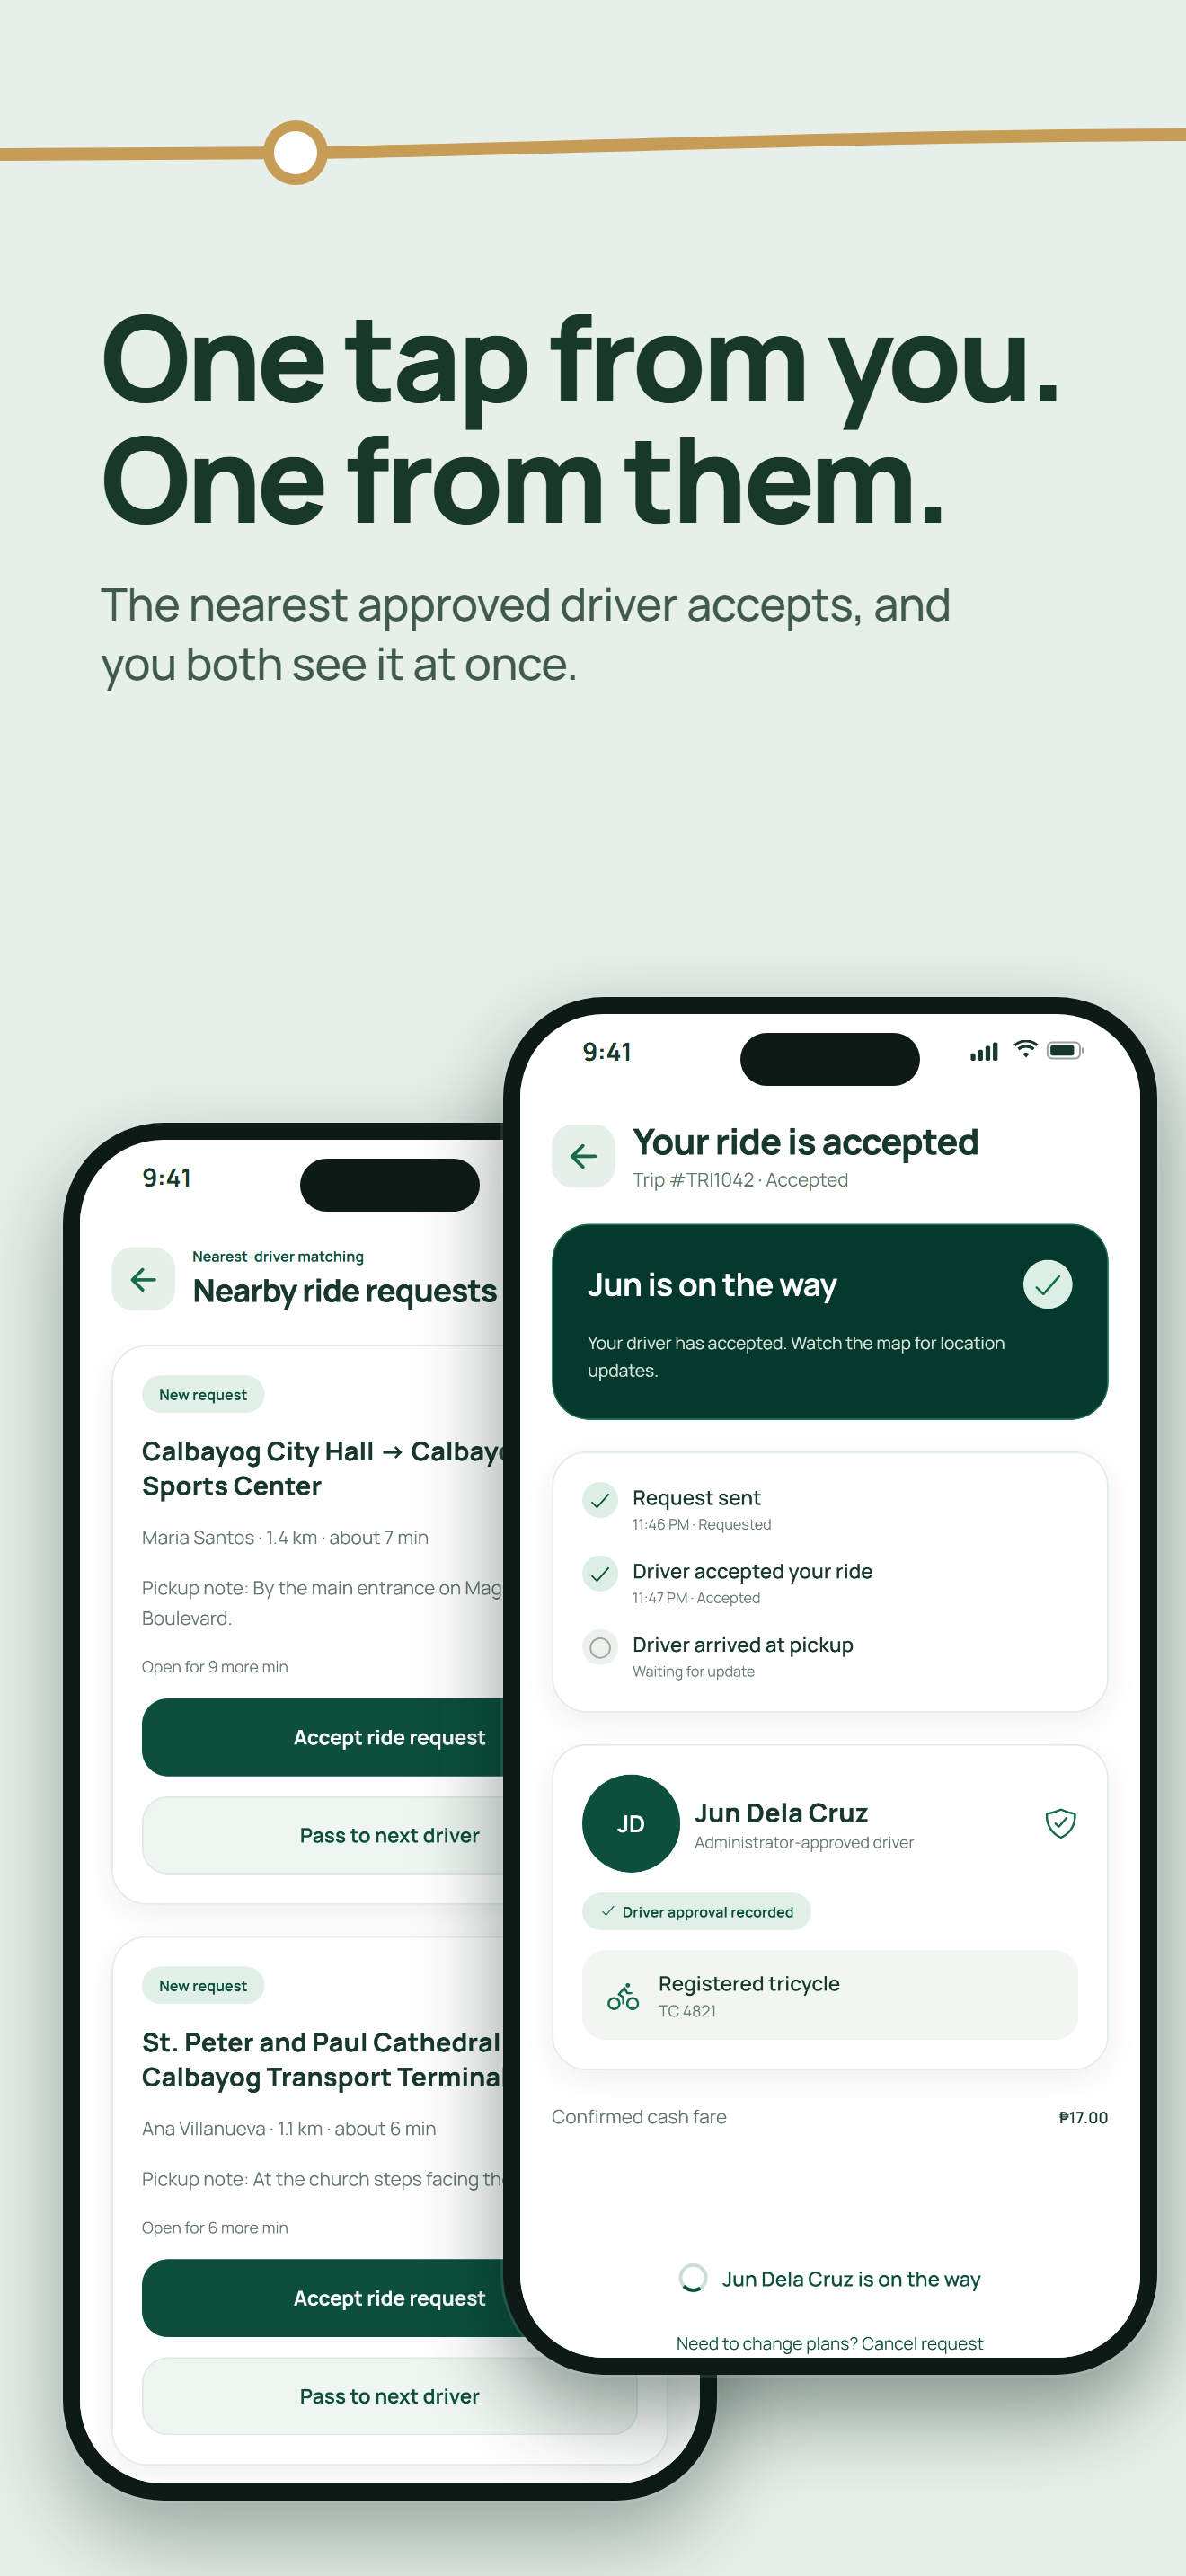 One tap from you.
One from them.
The nearest approved driver accepts, and
you both see it at once.
9:41
Nearest-driver matching
Nearby ride requests
New request
Calbayog City Hall → Calbayo
Sports Center
Maria Santos · 1.4 km · about 7 min
Pickup note: By the main entrance on Mag
Boulevard.
Open for 9 more min
Accept ride request
Pass to next driver
New request
St. Peter and Paul Cathedral
Calbayog Transport Terminal
Ana Villanueva · 1.1 km · about 6 min
Pickup note: At the church steps facing the
Open for 6 more min
Accept ride request
Pass to next driver
9:41
Your ride is accepted
Trip #TRI1042 · Accepted
Jun is on the way
Your driver has accepted. Watch the map for location
updates.
Request sent
11:46 PM · Requested
Driver accepted your ride
11:47 PM · Accepted
Driver arrived at pickup
Waiting for update
JD
Jun Dela Cruz
Administrator-approved driver
Driver approval recorded
Registered tricycle
TC 4821
Confirmed cash fare
₱17.00
Jun Dela Cruz is on the way
Need to change plans? Cancel request